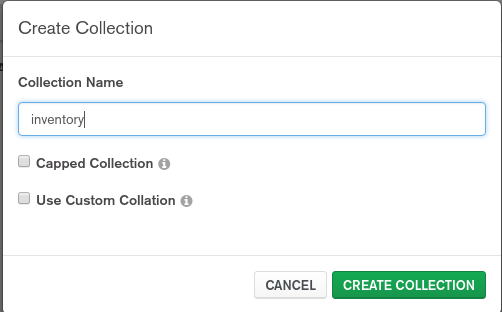 Create Collection
Collection Name
inventory
Capped Collection
Use Custom Collation
CANCEL CREATE COLLECTION